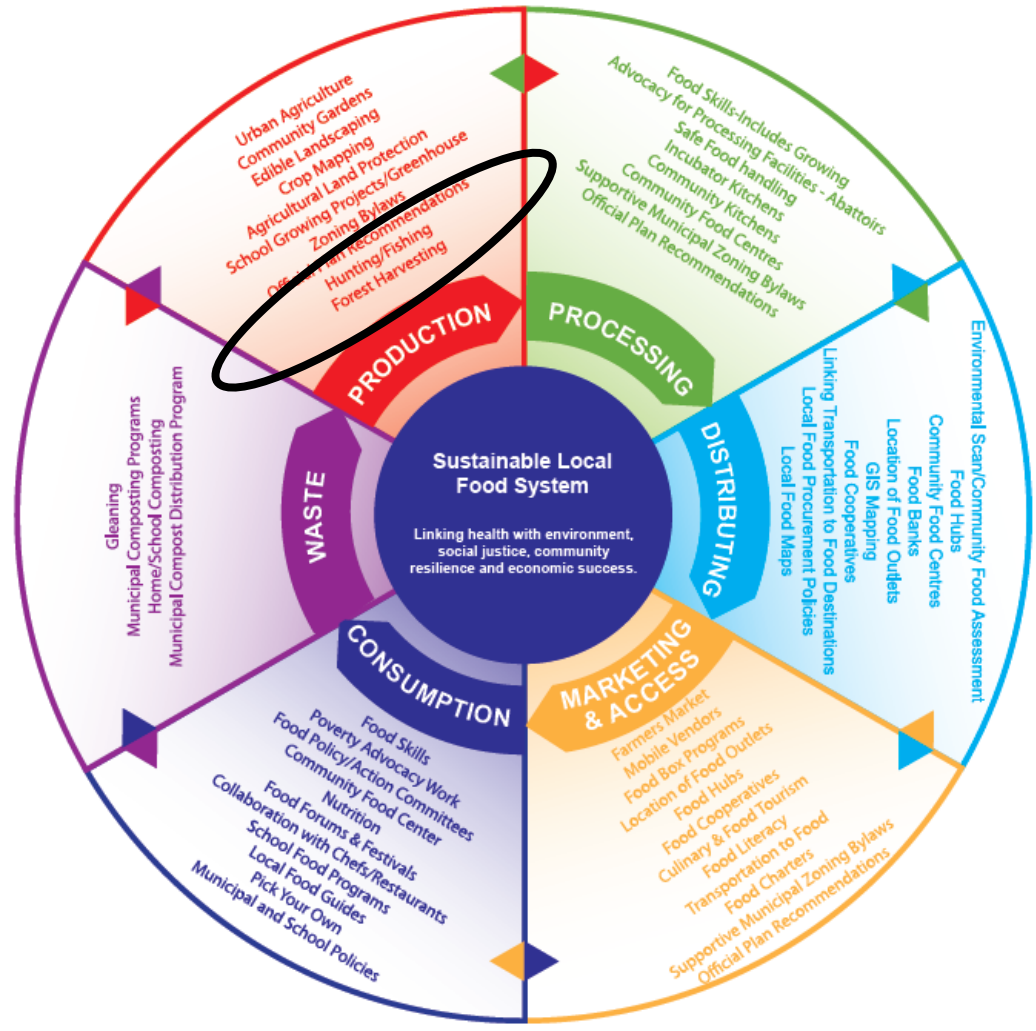 Urban Agriculture
Community Gardens
Edible Landscaping
Crop Mapping
Agricultural Land Protection
School Growing Projects/Greenhouse
Zoning Bylaws
Official Plan Recommendations
Hunting/Fishing
Forest Harvesting
PRODUCTION
Food Skills-Includes Growing
Advocacy for Processing Facilities - Abattoirs
Safe Food handling
Incubator Kitchens
Community Kitchens
Community Food Centres
Supportive Municipal Zoning Bylaws
Official Plan Recommendations
PROCESSING
Environmental Scan/Community Food Assessment
Food Hubs
Community Food Centres
Food Banks
Location of Food Outlets
GIS Mapping
Food Cooperatives
Linking Transportation to Food Destinations
Local Food Procurement Policies
Local Food Maps
DISTRIBUTING
MARKETING
& ACCESS
Farmers Market
Mobile Vendors
Food Box Programs
Location of Food Outlets
Food Hubs
Food Cooperatives
Culinary & Food Tourism
Food Literacy
Transportation to Food
Food Charters
Supportive Municipal Zoning Bylaws
Official Plan Recommendations
CONSUMPTION
Food Skills
Poverty Advocacy Work
Food Policy/Action Committees
Community Food Center
Nutrition
Food Forums & Festivals
Collaboration with Chefs/Restaurants
School Food Programs
Local Food Guides
Pick Your Own
Municipal and School Policies
WASTE
Gleaning
Municipal Composting Programs
Home/School Composting
Municipal Compost Distribution Program
Sustainable Local
Food System
Linking health with environment,
social justice, community
resilience and economic success.